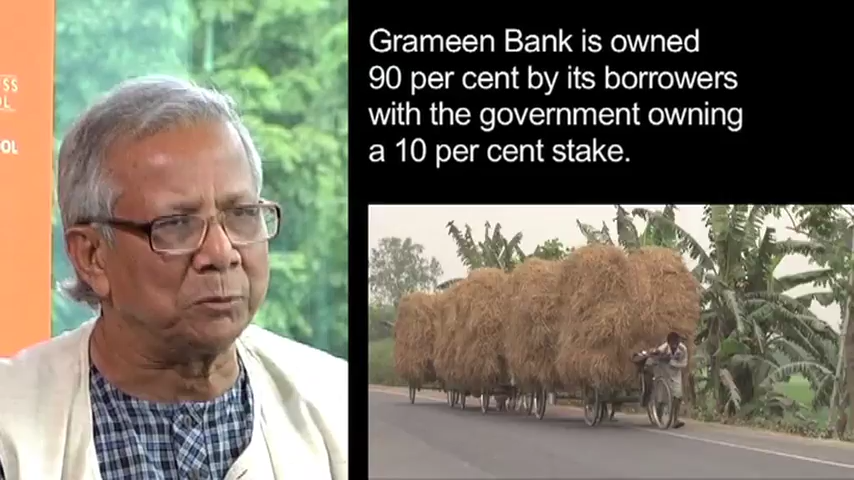 Grameen Bank is owned
90 per cent by its borrowers
with the government owning
a 10 per cent stake.